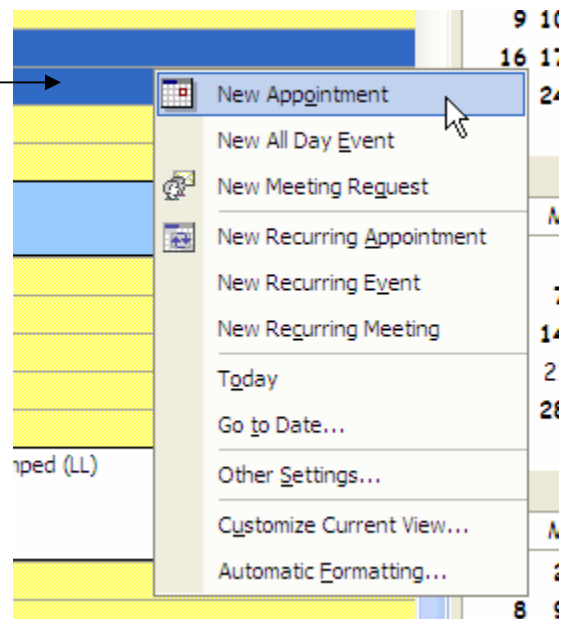 9 10
16 17
New Appointment
24
New All Day Event
New Meeting Request
New Recurring Appointment
New Recurring Event
7
New Recurring Meeting
14
Today
2
Go to Date...
28
(LL)
Other Settings...
Customize Current View...
2
Automatic Formatting...
8 9